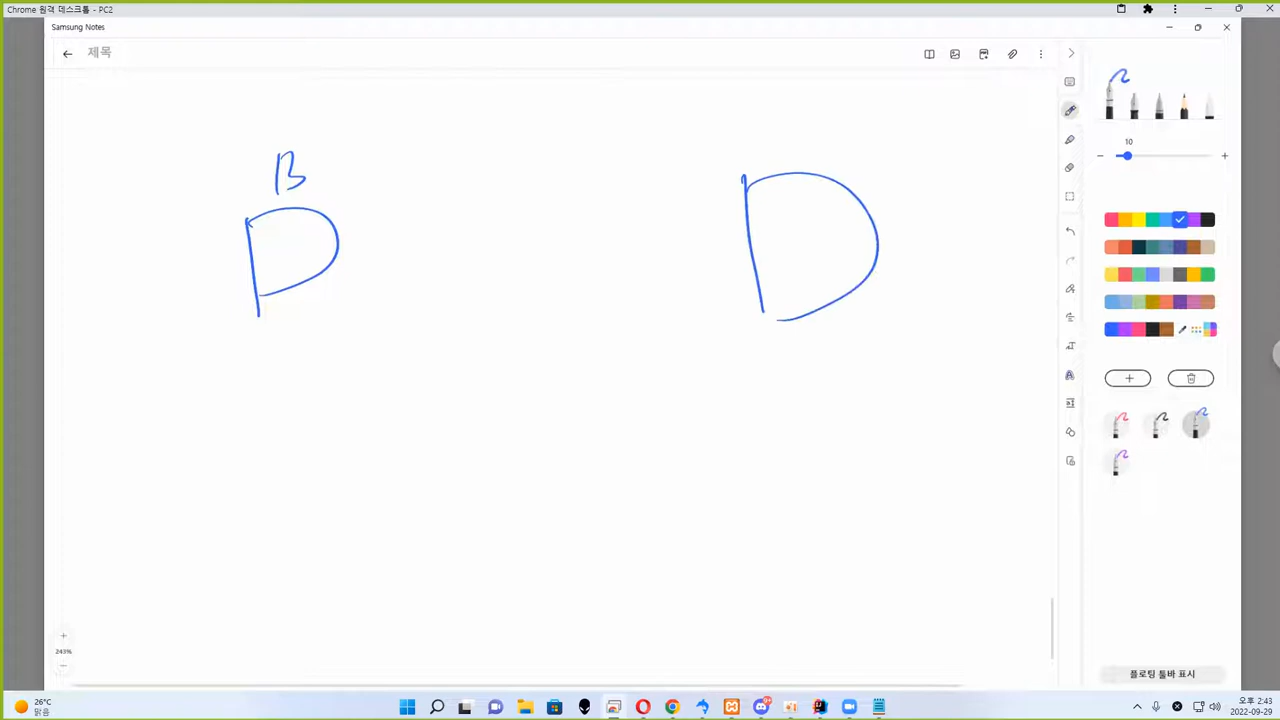 Chrome 원격 데스크톱 - PC2
Samsung Notes
제목
B
D
D
10
243%
플로팅 툴바 표시
26°C
맑음
오후 2:43
2022-09-29